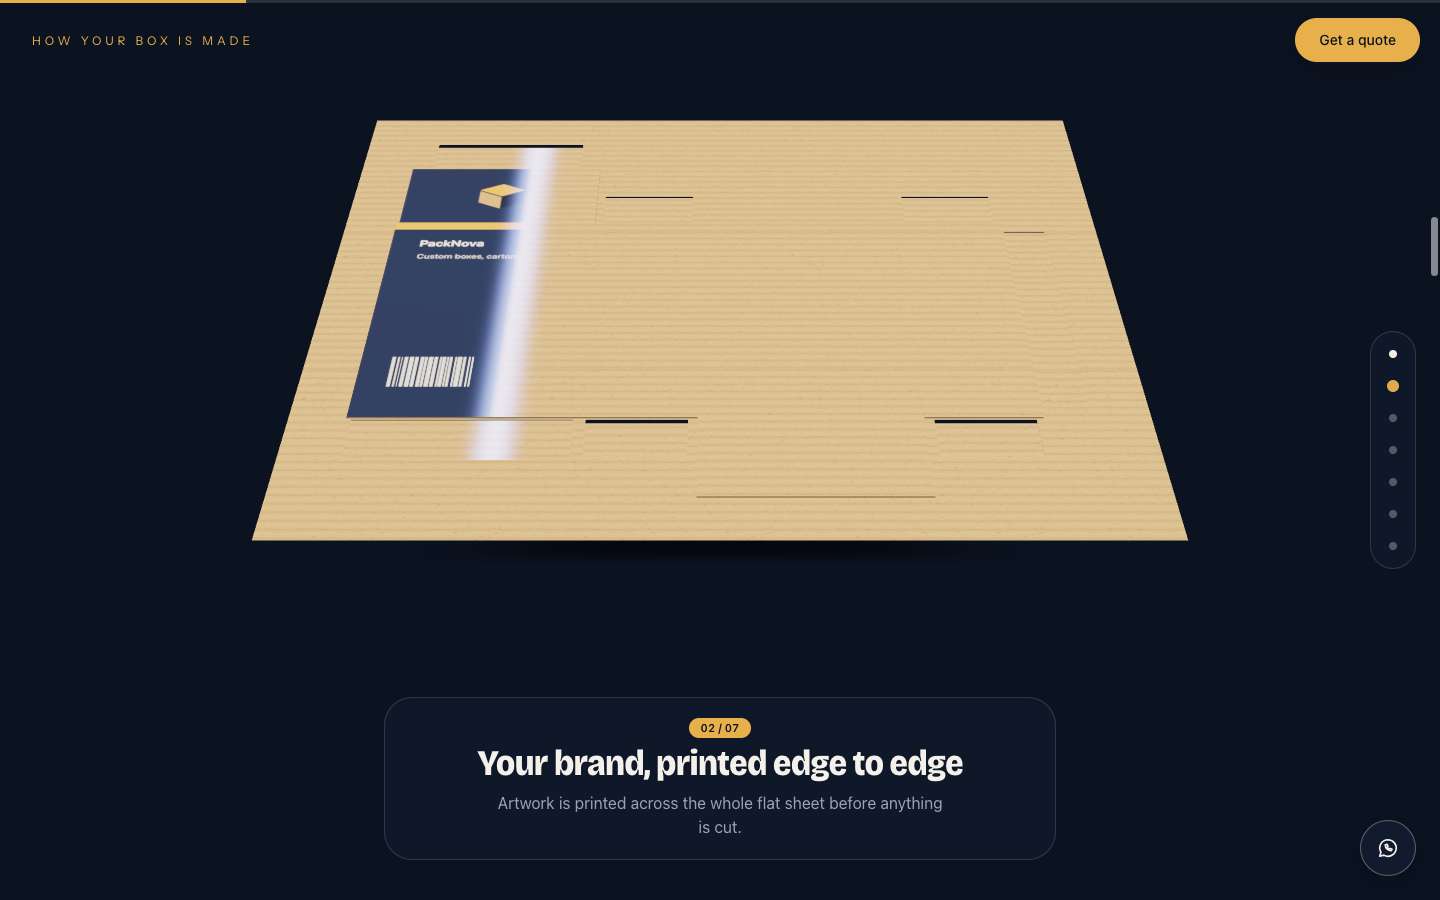 HOW YOUR BOX IS MADE
Get a quote
PackNova
Custom boxes,
02 / 07
Your brand, printed edge to edge
Artwork is printed across the whole flat sheet before anything
is cut.